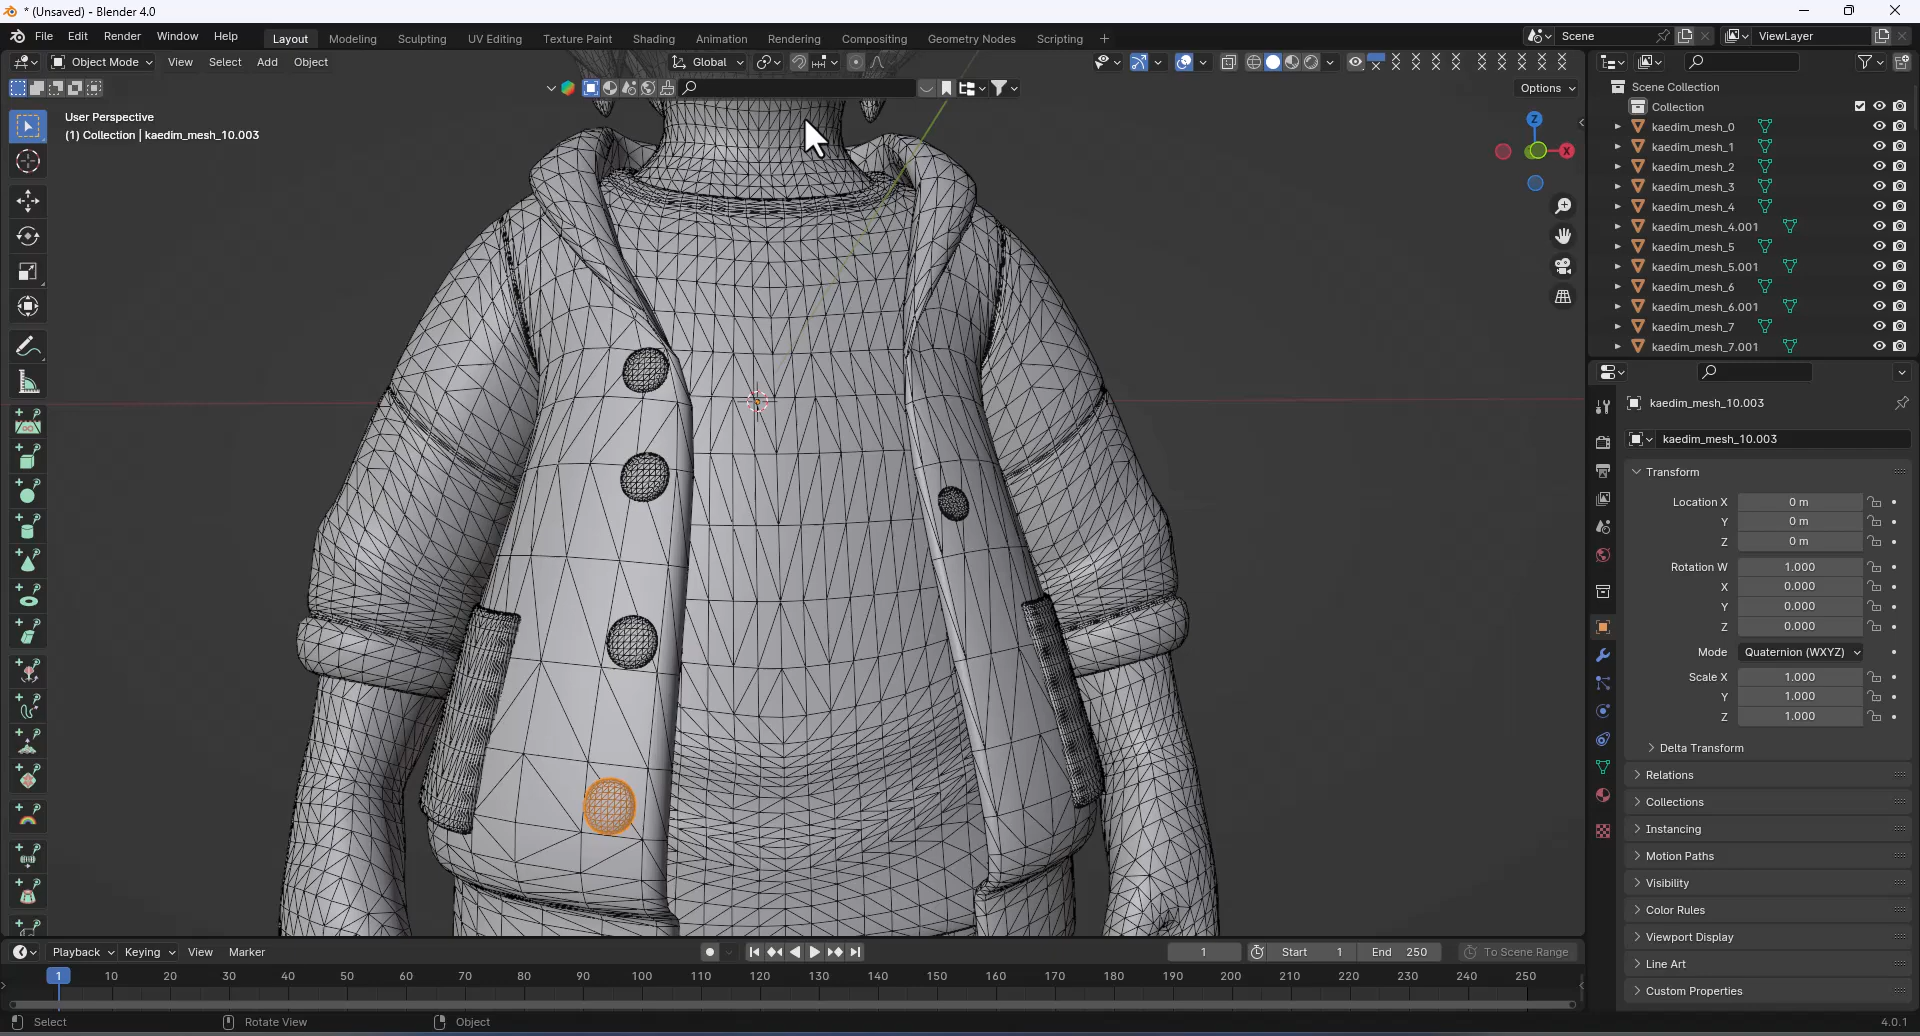 * (Unsaved) - Blender 4.0
File Edit Render Window Help
Layout Modeling Sculpting UV Editing Texture Paint Shading Animation Rendering Compositing Geometry Nodes Scripting +
Scene
ViewLayer
Object Mode View Select Add Object
Global
Options
User Perspective
(1) Collection | kaedim_mesh_10.003
Z
X
Scene Collection
Collection
kaedim_mesh_0
kaedim_mesh_1
kaedim_mesh_2
kaedim_mesh_3
kaedim_mesh_4
kaedim_mesh_4.001
kaedim_mesh_5
kaedim_mesh_5.001
kaedim_mesh_6
kaedim_mesh_6.001
kaedim_mesh_7
kaedim_mesh_7.001
kaedim_mesh_10.003
kaedim_mesh_10.003
Transform
Location X 0 m
Y 0 m
Z 0 m
Rotation W 1.000
X 0.000
Y 0.000
Z 0.000
Mode Quaternion (WXYZ)
Scale X 1.000
Y 1.000
Z 1.000
Delta Transform
Relations
Collections
Instancing
Motion Paths
Visibility
Color Rules
Viewport Display
Line Art
Custom Properties
Playback Keying View Marker
1
Start 1
End 250
To Scene Range
1 10 20 30 40 50 60 70 80 90 100 110 120 130 140 150 160 170 180 190 200 210 220 230 240 250
Select Rotate View Object
4.0.1